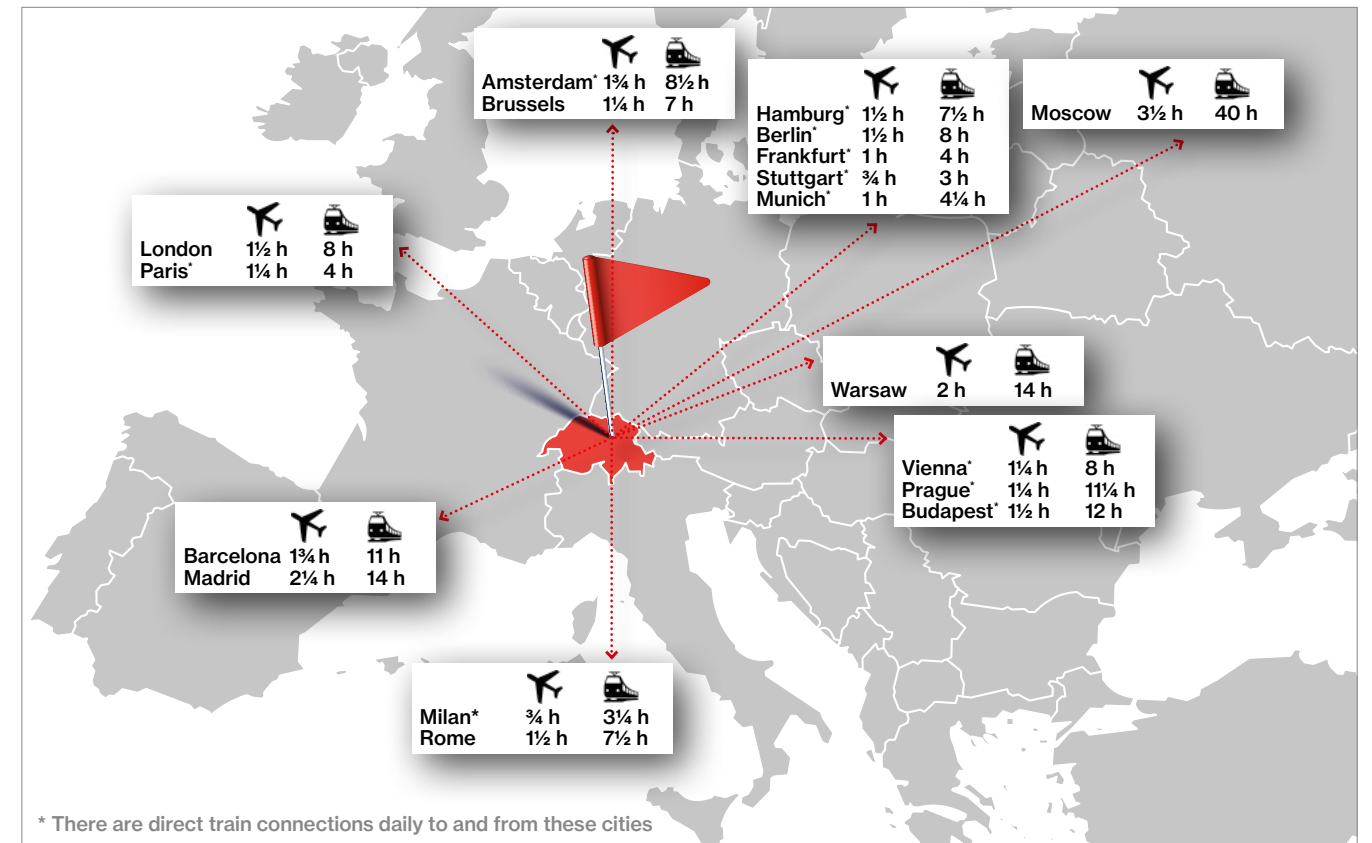 Amsterdam* 1¾ h 8½ h
Brussels 1¼ h 7 h
Hamburg* 1½ h 7½ h
Berlin* 1½ h 8 h
Frankfurt* 1 h 4 h
Stuttgart* ¾ h 3 h
Munich* 1 h 4¼ h
Moscow 3½ h 40 h
London 1½ h 8 h
Paris* 1¼ h 4 h
Warsaw 2 h 14 h
Vienna* 1¼ h 8 h
Prague* 1¼ h 11¼ h
Budapest* 1½ h 12 h
Barcelona 1¾ h 11 h
Madrid 2¼ h 14 h
Milan* ¾ h 3¼ h
Rome 1½ h 7½ h
* There are direct train connections daily to and from these cities